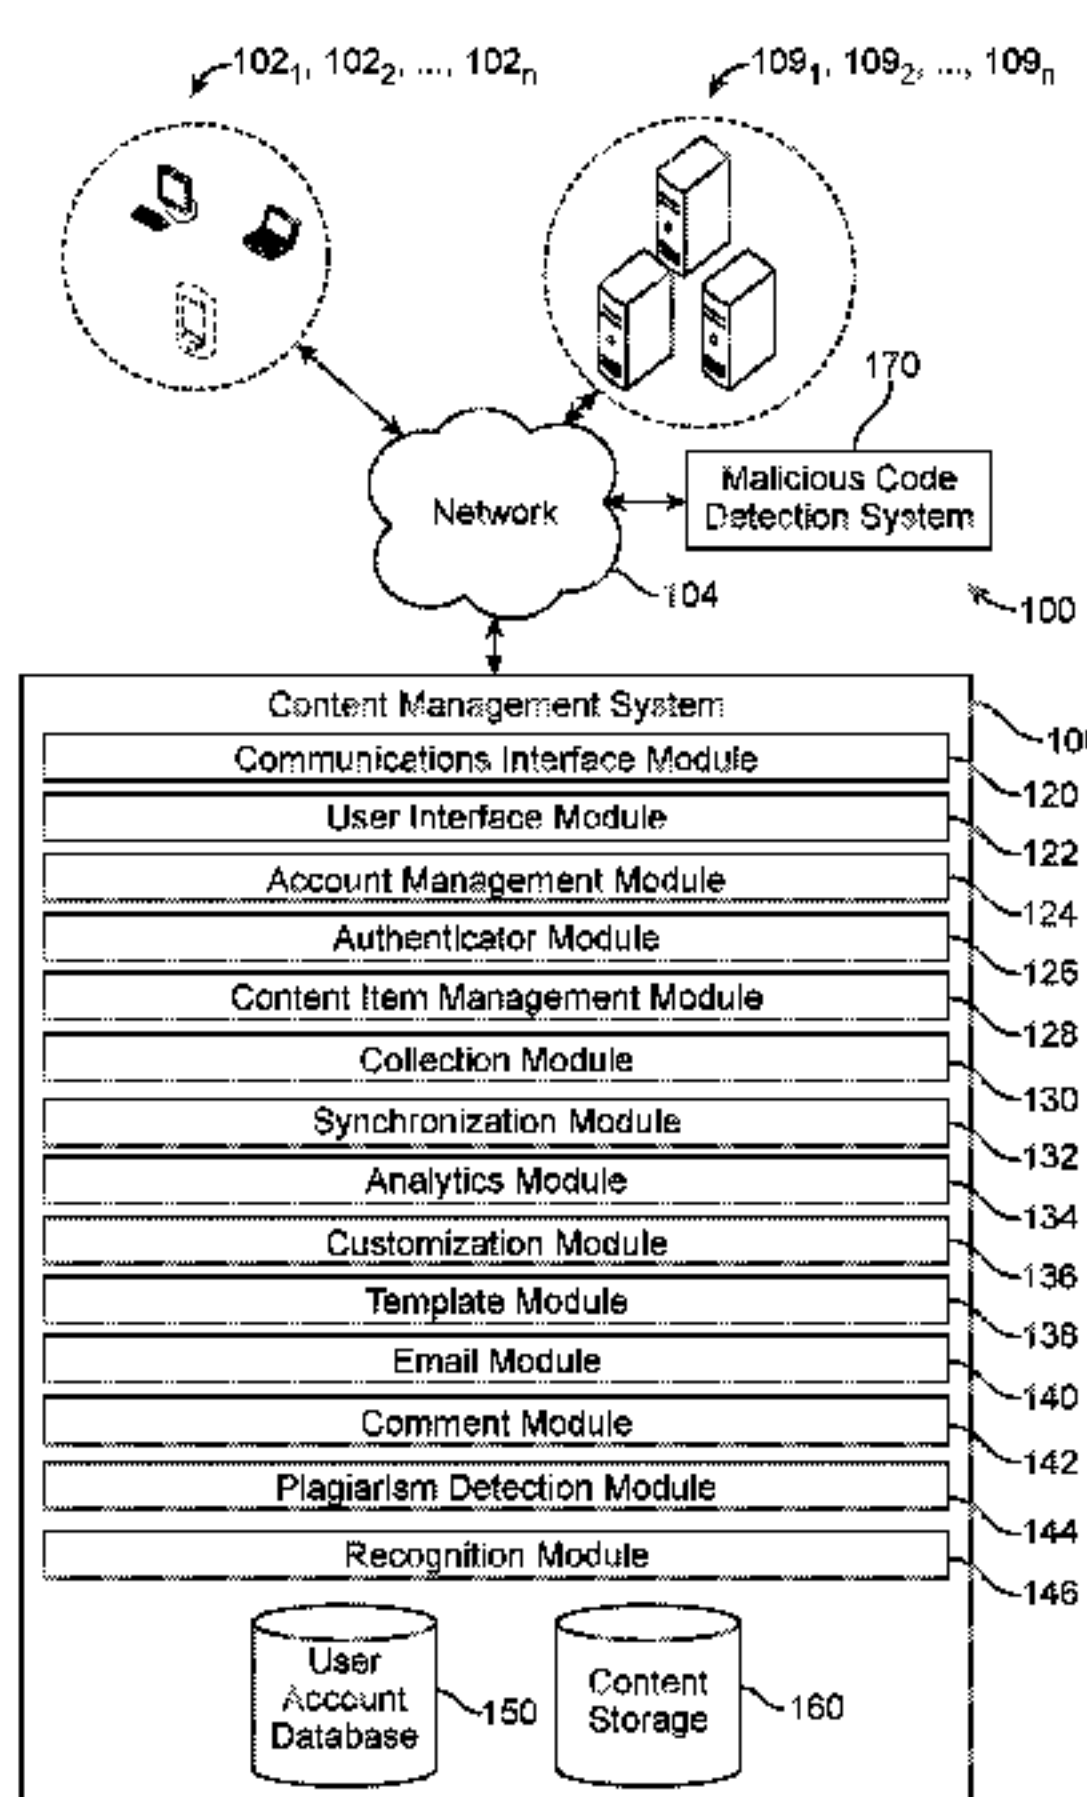 102₁, 102₂, ..., 102ₙ
109₁, 109₂, ..., 109ₙ
170
Malicious Code
Detection System
Network
104
100
Content Management System
Communications Interface Module
120
User Interface Module
122
Account Management Module
124
Authenticator Module
126
Content Item Management Module
128
Collection Module
130
Synchronization Module
132
Analytics Module
134
Customization Module
136
Template Module
138
Email Module
140
Comment Module
142
Plagiarism Detection Module
144
Recognition Module
146
User
Account
Database
150
Content
Storage
160